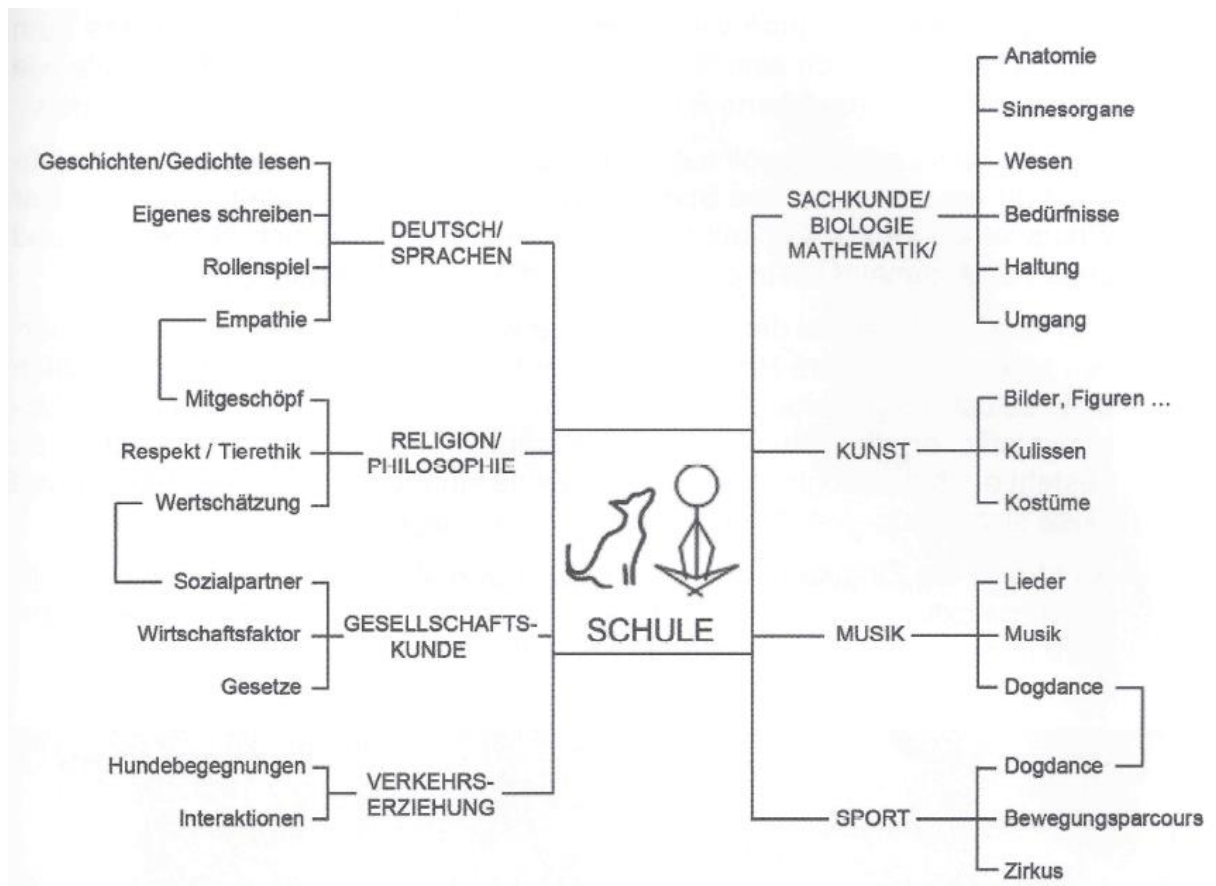 Geschichten/Gedichte lesen
Eigenes schreiben
Rollenspiel
Empathie
DEUTSCH/
SPRACHEN
Mitgeschöpf
Respekt / Tierethik
Wertschätzung
RELIGION/
PHILOSOPHIE
Sozialpartner
Wirtschaftsfaktor
Gesetze
GESELLSCHAFTS-
KUNDE
Hundebegegnungen
Interaktionen
VERKEHRS-
ERZIEHUNG
SCHULE
SACHKUNDE/
BIOLOGIE
MATHEMATIK/
Anatomie
Sinnesorgane
Wesen
Bedürfnisse
Haltung
Umgang
KUNST
Bilder, Figuren ...
Kulissen
Kostüme
MUSIK
Lieder
Musik
Dogdance
SPORT
Dogdance
Bewegungsparcours
Zirkus